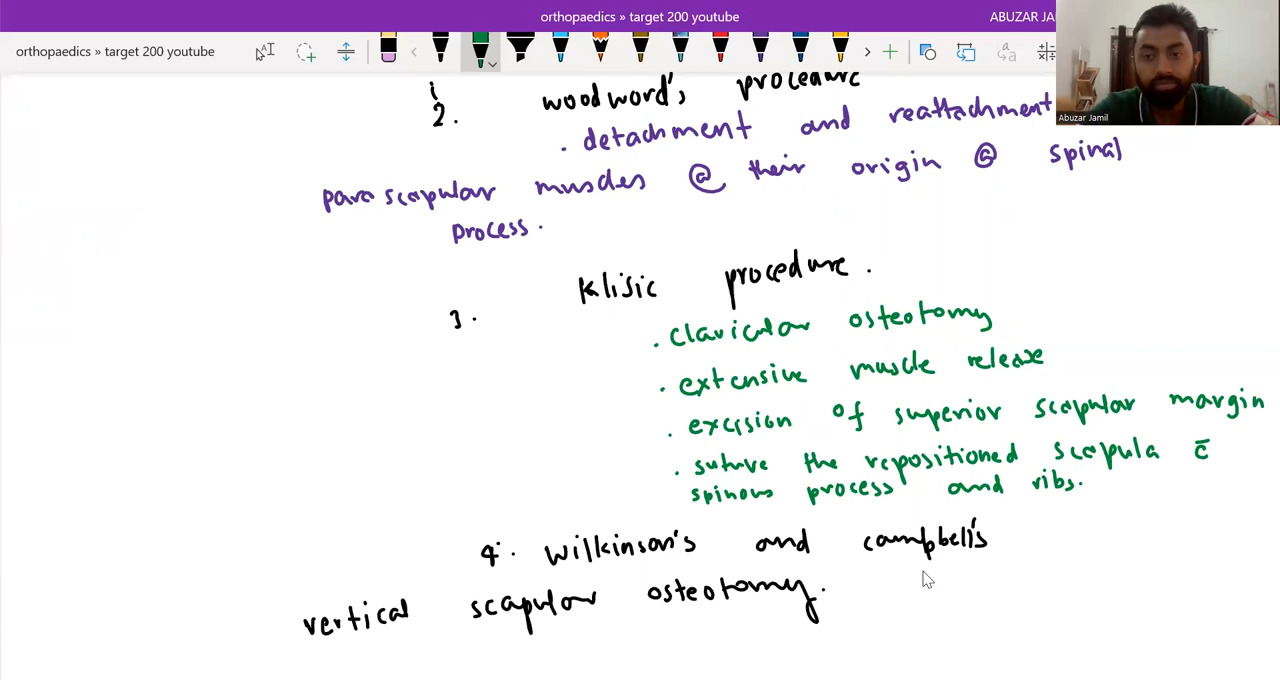 orthopaedics » target 200 youtube
ABUZAR JA
orthopaedics » target 200 youtube
Abuzar Jamil
2. woodword's procedure
. detachment and reattachment
para scapular muscles @ their origin @ spinal
process.
3. Klisic procedure.
. clavicular osteotomy
. extensive muscle release
. excision of superior scapular margin
. suture the repositioned scapula c̄
spinous process and ribs.
4. Wilkinson's and campbell's
vertical scapular osteotomy.